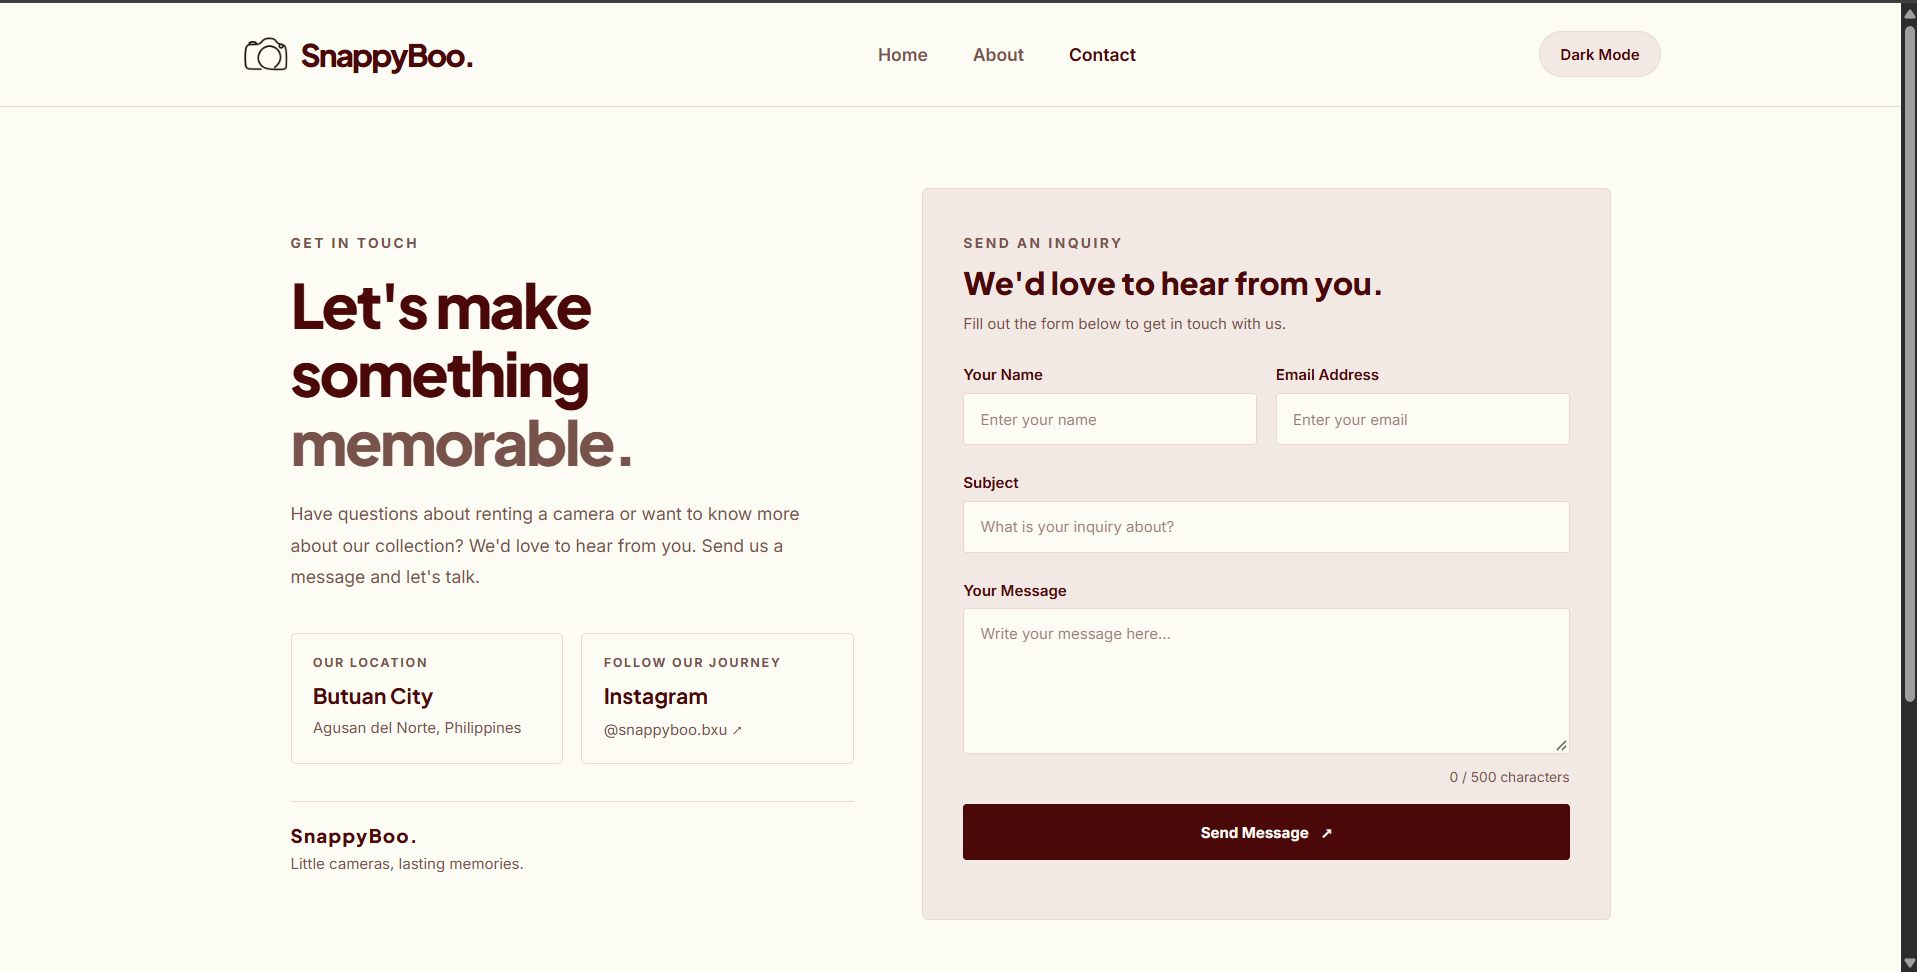 SnappyBoo.
Home
About
Contact
Dark Mode
GET IN TOUCH
Let's make
something
memorable.
Have questions about renting a camera or want to know more
about our collection? We'd love to hear from you. Send us a
message and let's talk.
OUR LOCATION
Butuan City
Agusan del Norte, Philippines
FOLLOW OUR JOURNEY
Instagram
@snappyboo.bxu ↗
SnappyBoo.
Little cameras, lasting memories.
SEND AN INQUIRY
We'd love to hear from you.
Fill out the form below to get in touch with us.
Your Name
Enter your name
Email Address
Enter your email
Subject
What is your inquiry about?
Your Message
Write your message here...
0 / 500 characters
Send Message ↗